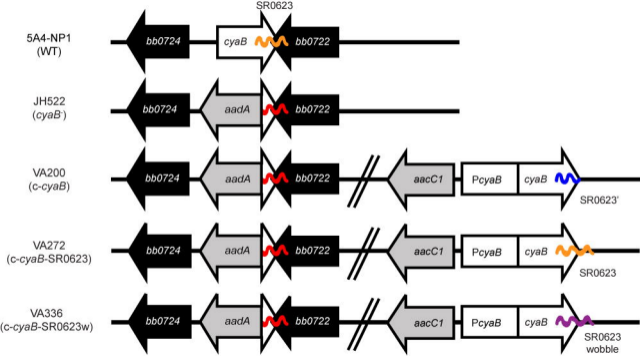 SR0623
5A4-NP1
(WT)
bb0724
cyaB
bb0722
JH522
(cyaB-)
bb0724
aadA
bb0722
VA200
(c-cyaB)
bb0724
aadA
bb0722
aacC1
PcyaB
cyaB
SR0623'
VA272
(c-cyaB-SR0623)
bb0724
aadA
bb0722
aacC1
PcyaB
cyaB
SR0623
VA336
(c-cyaB-SR0623w)
bb0724
aadA
bb0722
aacC1
PcyaB
cyaB
SR0623
wobble